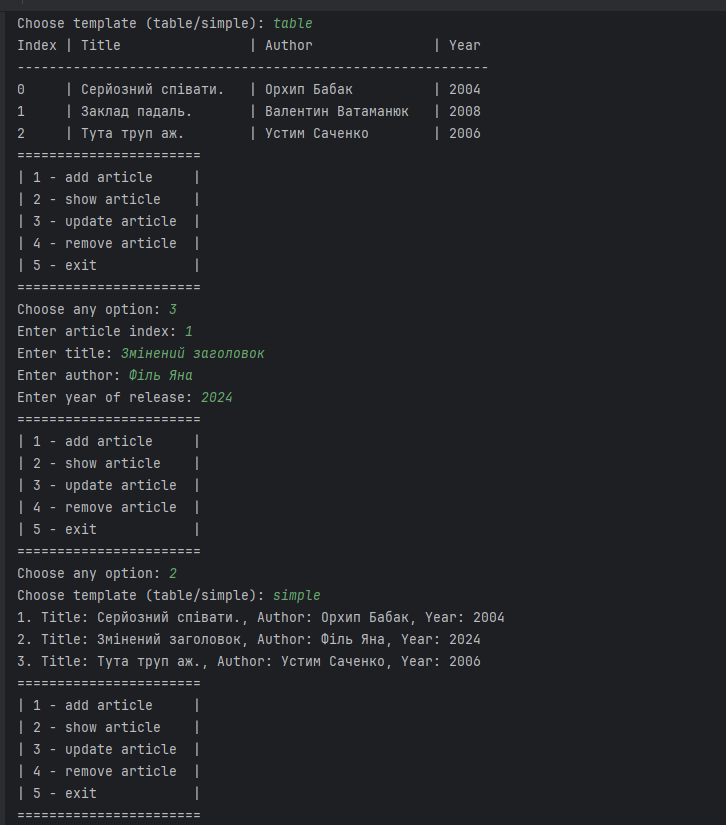 Choose template (table/simple): table
Index | Title                | Author               | Year
-----------------------------------------------------------
0     | Серйозний співати.   | Орхип Бабак          | 2004
1     | Заклад падаль.       | Валентин Ватаманюк   | 2008
2     | Тута труп аж.        | Устим Саченко        | 2006
=======================
| 1 - add article     |
| 2 - show article    |
| 3 - update article  |
| 4 - remove article  |
| 5 - exit            |
=======================
Choose any option: 3
Enter article index: 1
Enter title: Змінений заголовок
Enter author: Філь Яна
Enter year of release: 2024
=======================
| 1 - add article     |
| 2 - show article    |
| 3 - update article  |
| 4 - remove article  |
| 5 - exit            |
=======================
Choose any option: 2
Choose template (table/simple): simple
1. Title: Серйозний співати., Author: Орхип Бабак, Year: 2004
2. Title: Змінений заголовок, Author: Філь Яна, Year: 2024
3. Title: Тута труп аж., Author: Устим Саченко, Year: 2006
=======================
| 1 - add article     |
| 2 - show article    |
| 3 - update article  |
| 4 - remove article  |
| 5 - exit            |
=======================